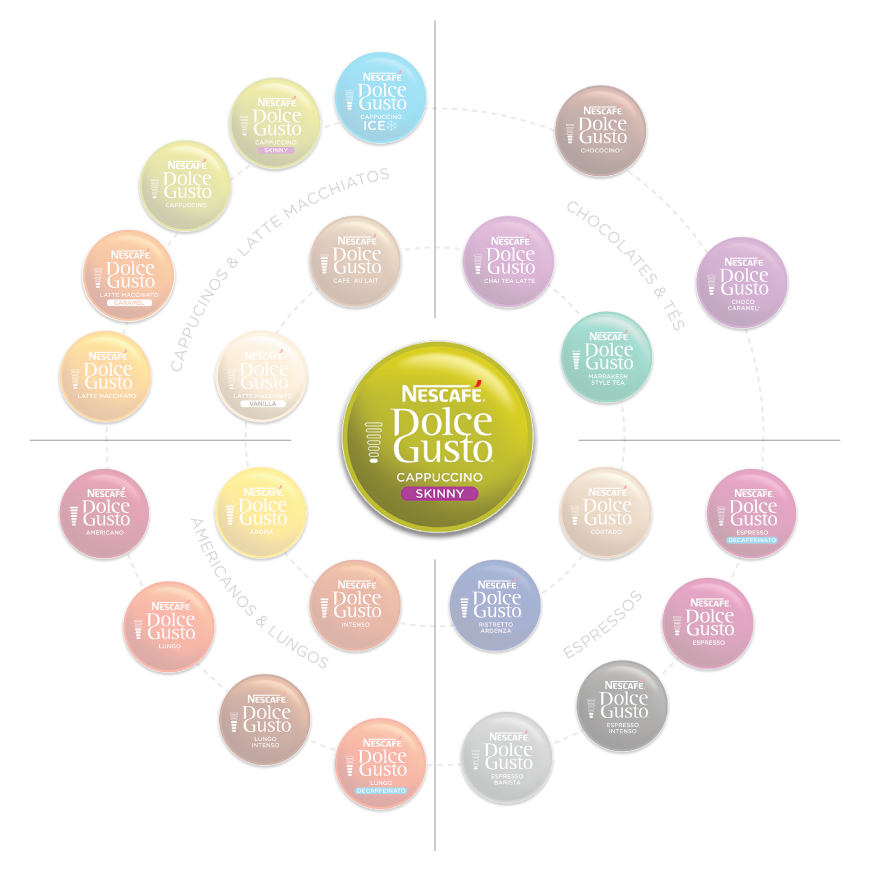 NESCAFÉ
DOLCE
GUSTO
CAPPUCCINO
ICE
NESCAFÉ
DOLCE
GUSTO
CAPPUCCINO
SKINNY
NESCAFÉ
DOLCE
GUSTO
CHOCOCINO
NESCAFÉ
DOLCE
GUSTO
CAPPUCCINO
CAPPUCINOS & LATTE MACCHIATOS
CHOCOLATES & TÉS
NESCAFÉ
DOLCE
GUSTO
LATTE MACCHIATO
CARAMEL
NESCAFÉ
DOLCE
GUSTO
CAFÉ AU LAIT
NESCAFÉ
DOLCE
GUSTO
CHAI TEA LATTE
NESCAFÉ
DOLCE
GUSTO
CHOCO
CARAMEL
NESCAFÉ
DOLCE
GUSTO
LATTE MACCHIATO
NESCAFÉ
DOLCE
GUSTO
LATTE MACCHIATO
VANILLA
NESCAFÉ
DOLCE
GUSTO
MARRAKESH
STYLE TEA
NESCAFÉ
DOLCE
GUSTO
CAPPUCCINO
SKINNY
NESCAFÉ
DOLCE
GUSTO
AMERICANO
NESCAFÉ
DOLCE
GUSTO
AROMA
NESCAFÉ
DOLCE
GUSTO
CORTADO
NESCAFÉ
DOLCE
GUSTO
ESPRESSO
DECAFFEINATO
AMERICANOS & LUNGOS
ESPRESSOS
NESCAFÉ
DOLCE
GUSTO
LUNGO
NESCAFÉ
DOLCE
GUSTO
INTENSO
NESCAFÉ
DOLCE
GUSTO
RISTRETTO
ARDENZA
NESCAFÉ
DOLCE
GUSTO
ESPRESSO
NESCAFÉ
DOLCE
GUSTO
LUNGO
INTENSO
NESCAFÉ
DOLCE
GUSTO
ESPRESSO
INTENSO
NESCAFÉ
DOLCE
GUSTO
LUNGO
DECAFFEINATO
NESCAFÉ
DOLCE
GUSTO
ESPRESSO
BARISTA